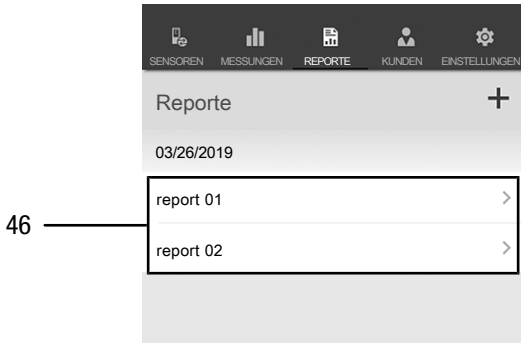 SENSOREN MESSUNGEN REPORTE KUNDEN EINSTELLUNGEN
Reporte +
03/26/2019
46
report 01
report 02